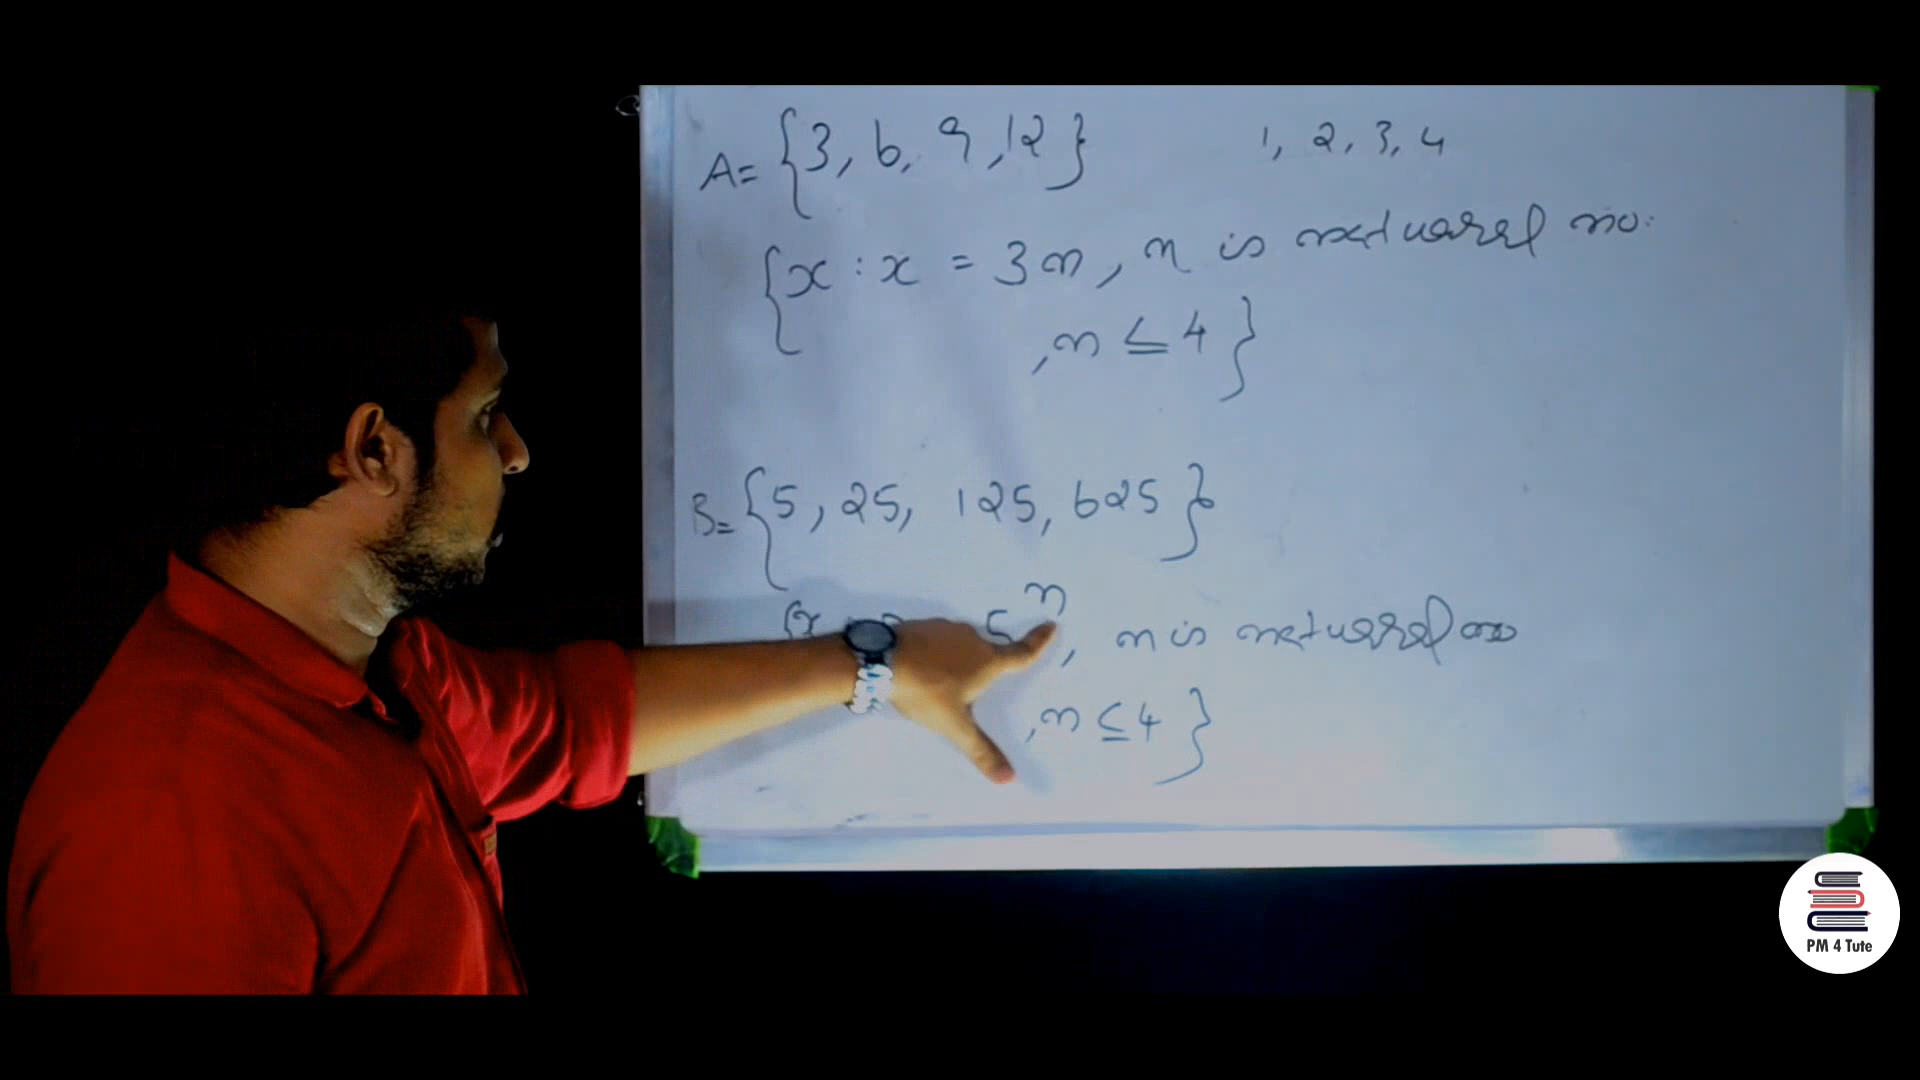 A= {3, 6, 9, 12}
1, 2, 3, 4
{x : x = 3n, n is natural no:
, n ≤ 4}
B= {5, 25, 125, 625}
{x 5ⁿ, n is natural no
, n ≤ 4}
PM 4 Tute